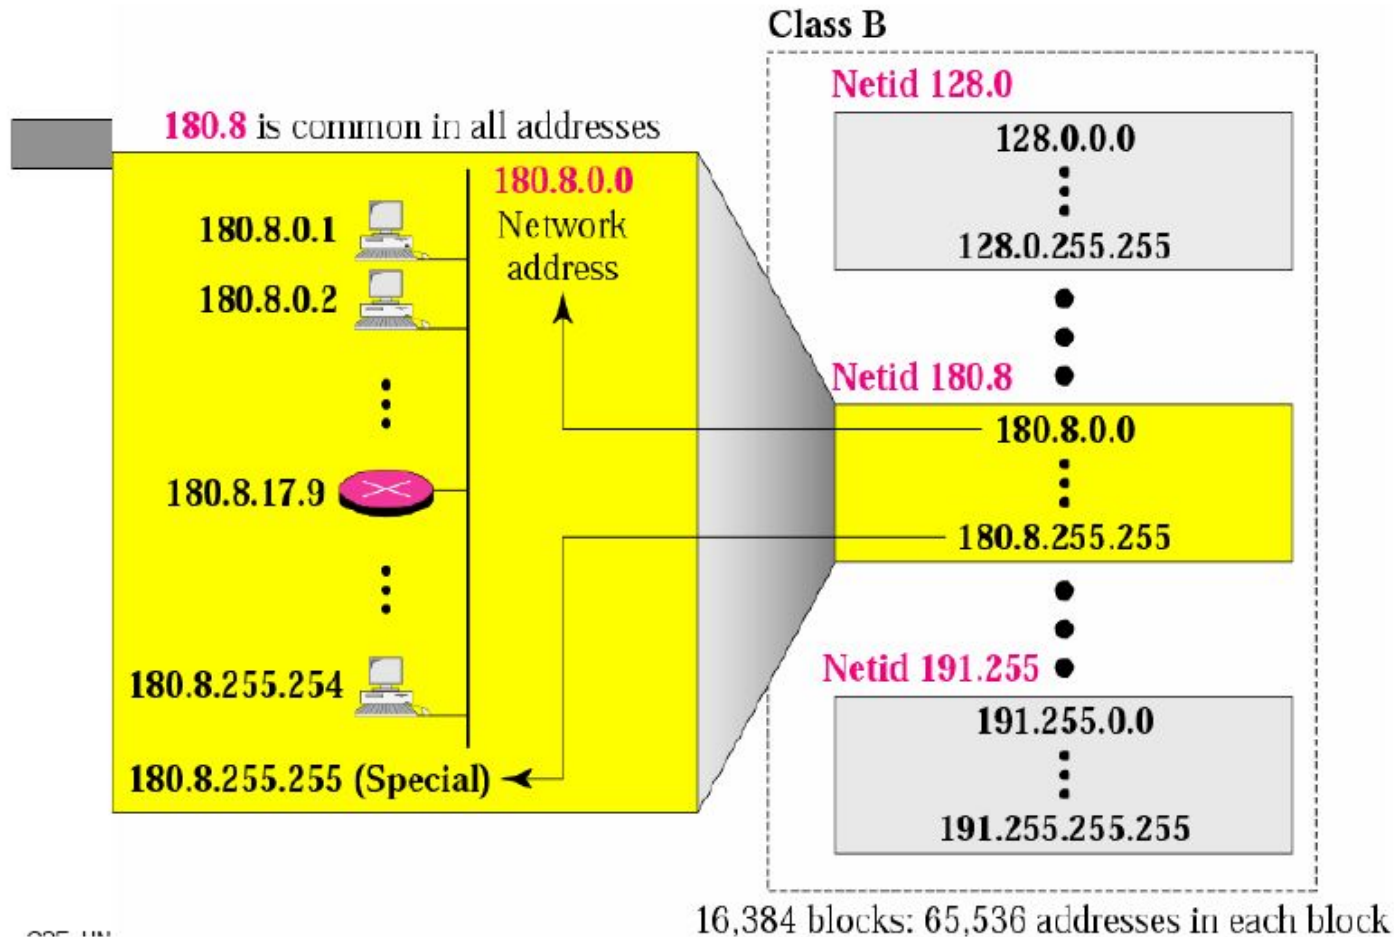 Class B
Netid 128.0
128.0.0.0
128.0.255.255
180.8 is common in all addresses
180.8.0.0
Network
address
180.8.0.1
180.8.0.2
180.8.17.9
180.8.255.254
180.8.255.255 (Special)
Netid 180.8
180.8.0.0
180.8.255.255
Netid 191.255
191.255.0.0
191.255.255.255
16,384 blocks: 65,536 addresses in each block